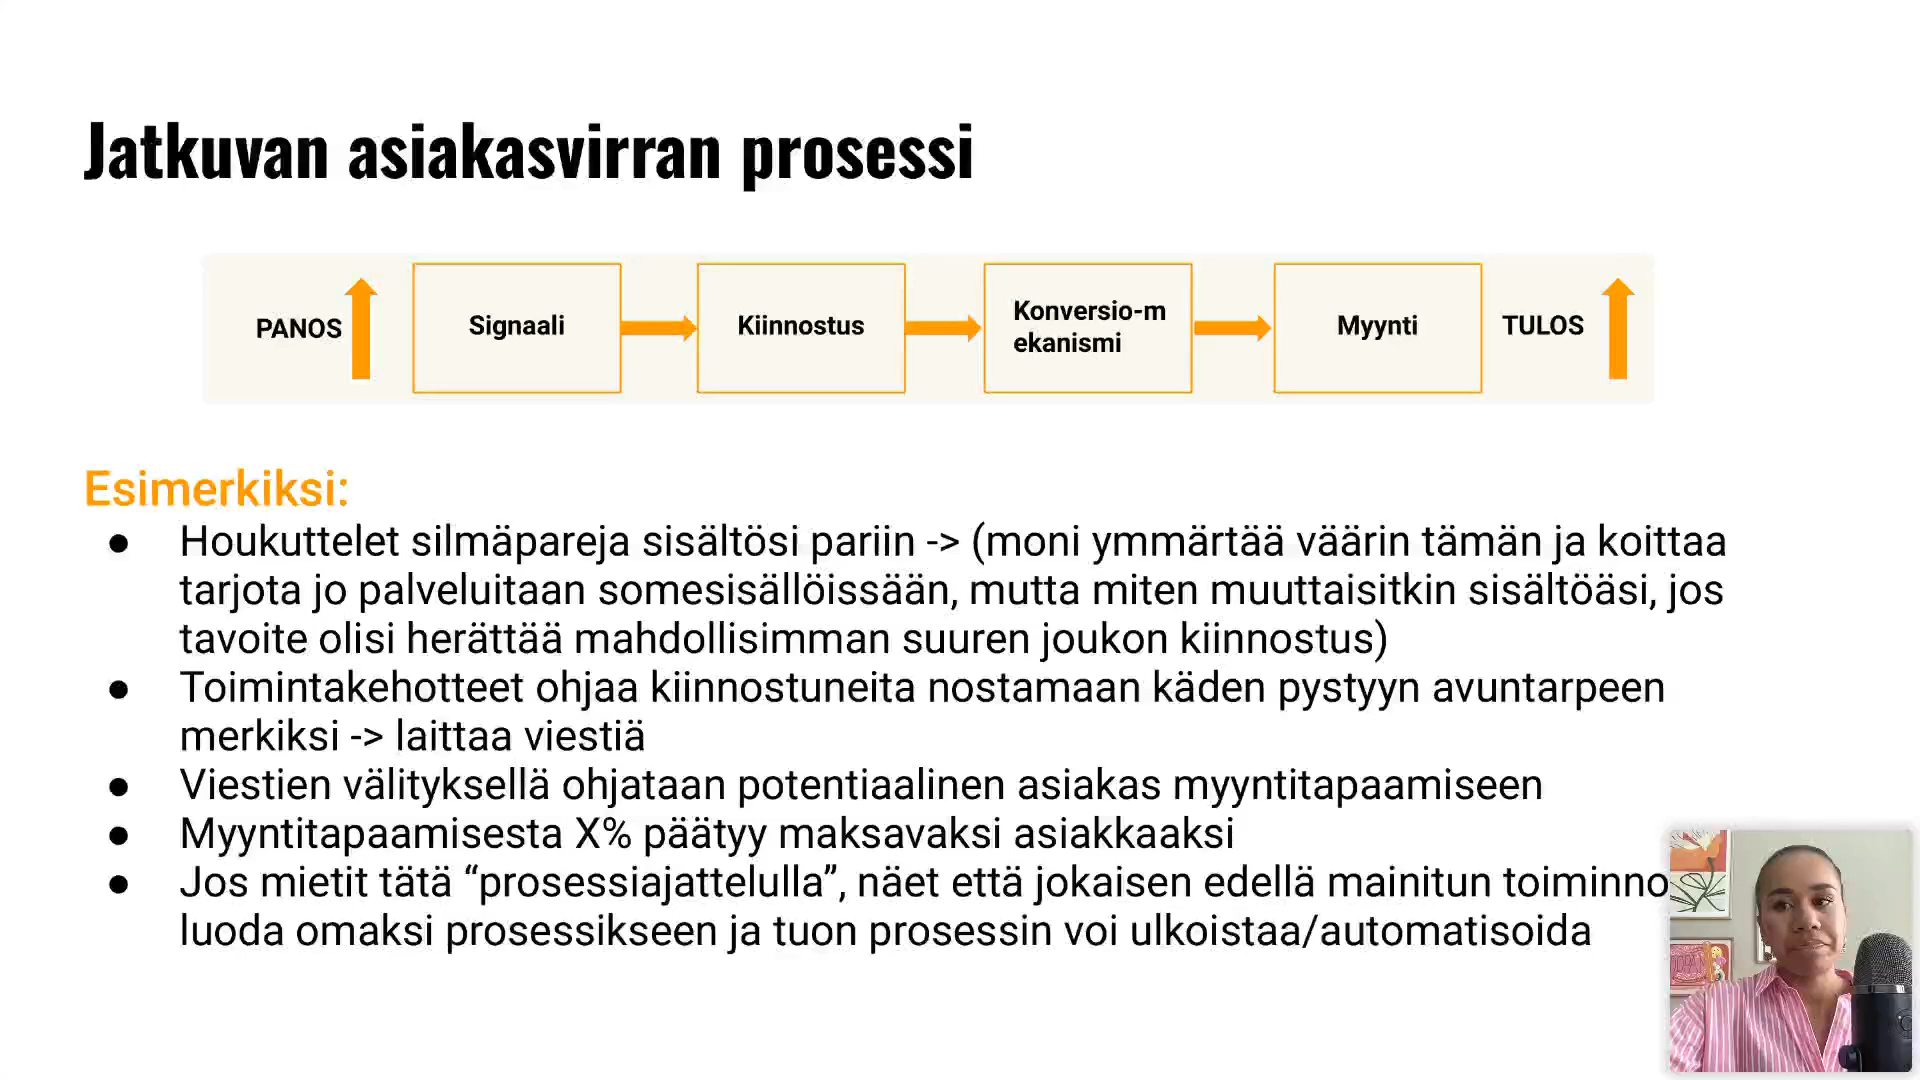 Jatkuvan asiakasvirran prosessi
PANOS
Signaali
Kiinnostus
Konversio-m
ekanismi
Myynti
TULOS
Esimerkiksi:
● Houkuttelet silmäpareja sisältösi pariin -> (moni ymmärtää väärin tämän ja koittaa
tarjota jo palveluitaan somesisällöissään, mutta miten muuttaisitkin sisältöäsi, jos
tavoite olisi herättää mahdollisimman suuren joukon kiinnostus)
● Toimintakehotteet ohjaa kiinnostuneita nostamaan käden pystyyn avuntarpeen
merkiksi -> laittaa viestiä
● Viestien välityksellä ohjataan potentiaalinen asiakas myyntitapaamiseen
● Myyntitapaamisesta X% päätyy maksavaksi asiakkaaksi
● Jos mietit tätä “prosessiajattelulla”, näet että jokaisen edellä mainitun toiminno
luoda omaksi prosessikseen ja tuon prosessin voi ulkoistaa/automatisoida